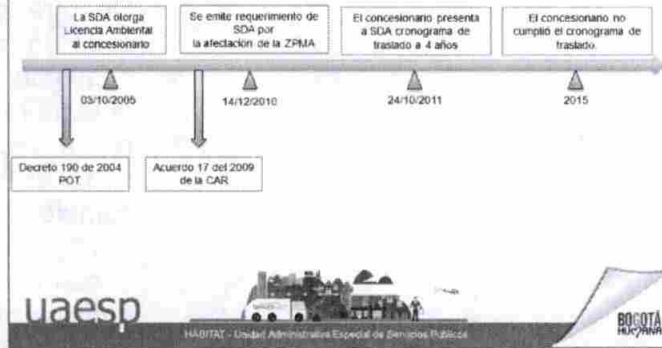 La SDA otorga
Licencia Ambiental
al concesionario
Se emite requerimiento de
SDA por
la afectación de la ZPMA
El concesionario presenta
a SDA cronograma de
traslado a 4 años
El concesionario no
cumplió el cronograma de
traslado.
03/10/2005
14/12/2010
24/10/2011
2015
Decreto 190 de 2004
POT.
Acuerdo 17 del 2009
de la CAR
uaesp
HÁBITAT - Unidad Administrativa Especial de Servicios Públicos
BOGOTÁ
HUMANA